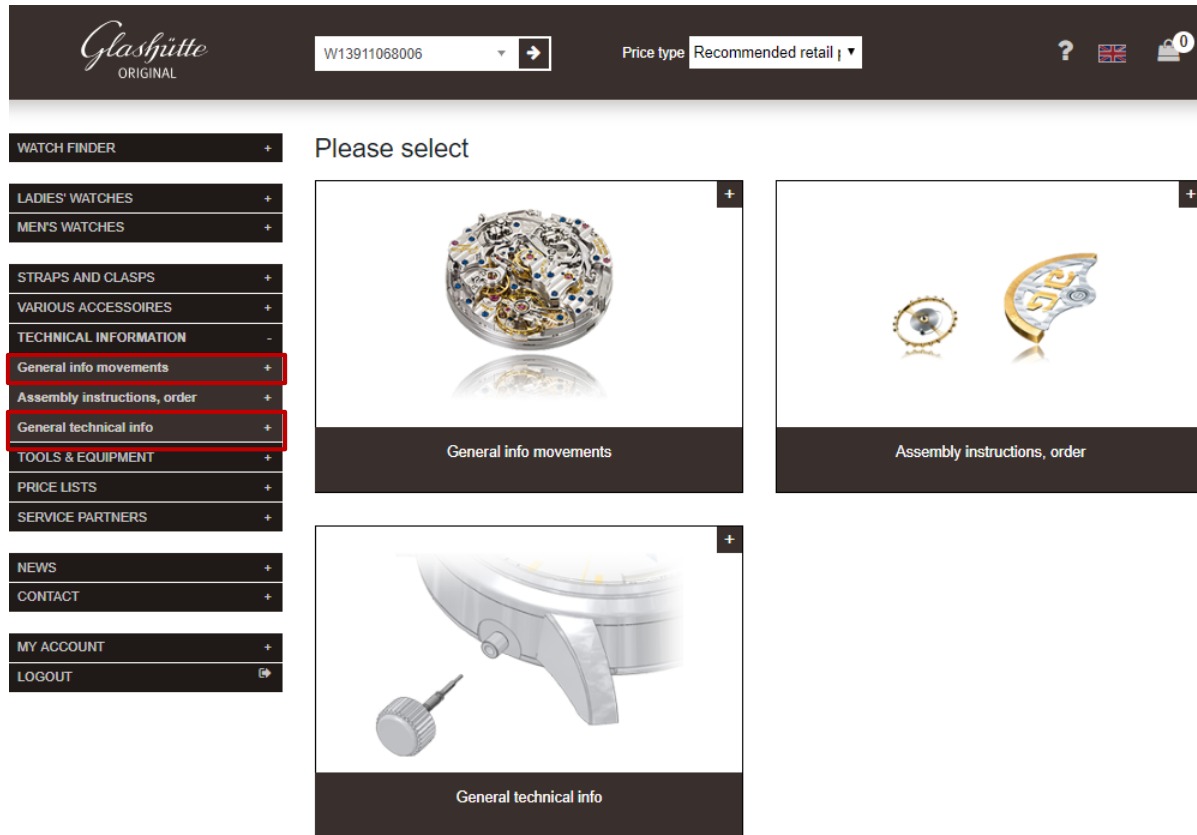 Glashütte
ORIGINAL
W13911068006
Price type Recommended retail
?
0
WATCH FINDER +
LADIES' WATCHES +
MEN'S WATCHES +
STRAPS AND CLASPS +
VARIOUS ACCESSOIRES +
TECHNICAL INFORMATION -
General info movements +
Assembly instructions, order +
General technical info +
TOOLS & EQUIPMENT +
PRICE LISTS +
SERVICE PARTNERS +
NEWS +
CONTACT +
MY ACCOUNT +
LOGOUT
Please select
+
+
General info movements
Assembly instructions, order
+
General technical info